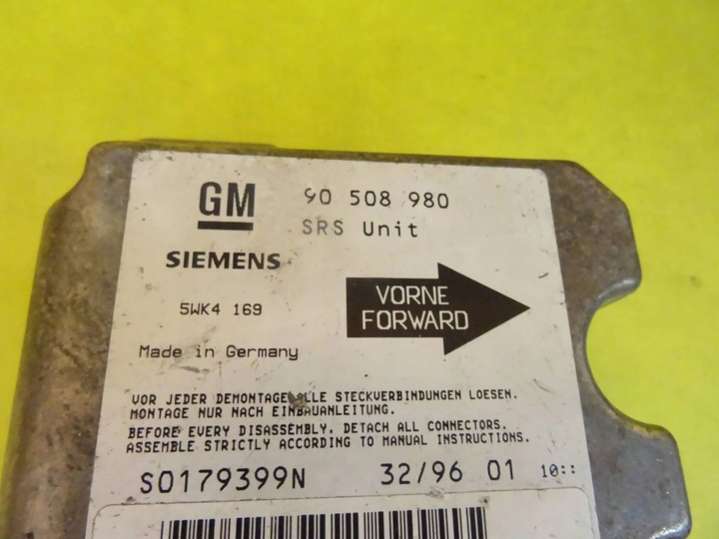 GM 90 508 980
SRS Unit
SIEMENS
5WK4 169
VORNE
FORWARD
Made in Germany
VOR JEDER DEMONTAGE ALLE STECKVERBINDUNGEN LOESEN.
MONTAGE NUR NACH EINBAUANLEITUNG.
BEFORE EVERY DISASSEMBLY, DETACH ALL CONNECTORS.
ASSEMBLE STRICTLY ACCORDING TO MANUAL INSTRUCTIONS.
S0179399N 32/96 01 10::